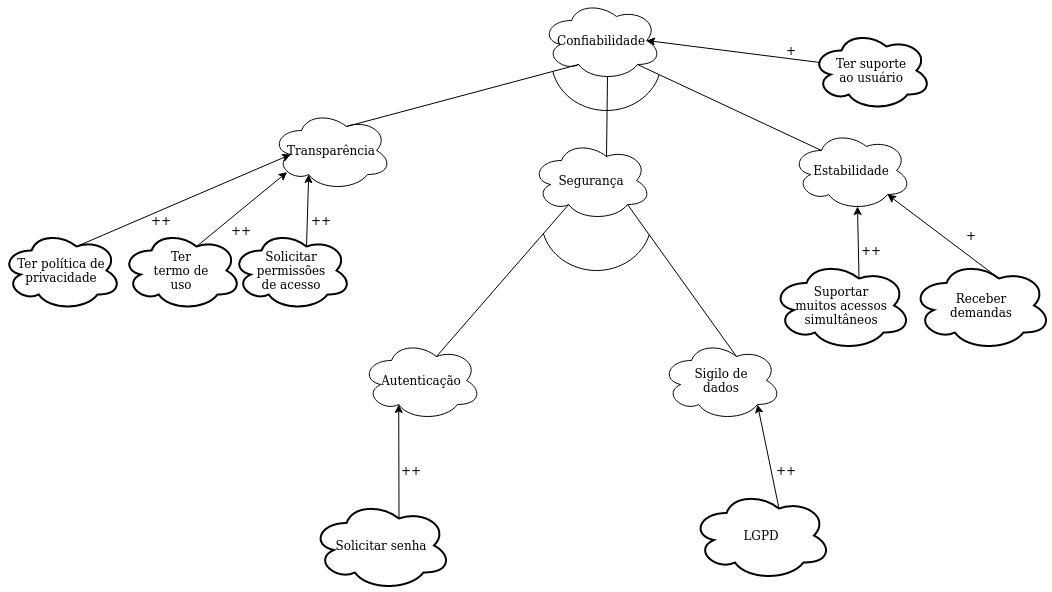 Confiabilidade
+
Ter suporte
ao usuário
Transparência
Segurança
Estabilidade
++
++
++
Ter política de
privacidade
Ter
termo de
uso
Solicitar
permissões
de acesso
++
+
Suportar
muitos acessos
simultâneos
Receber
demandas
Autenticação
Sigilo de
dados
++
++
Solicitar senha
LGPD